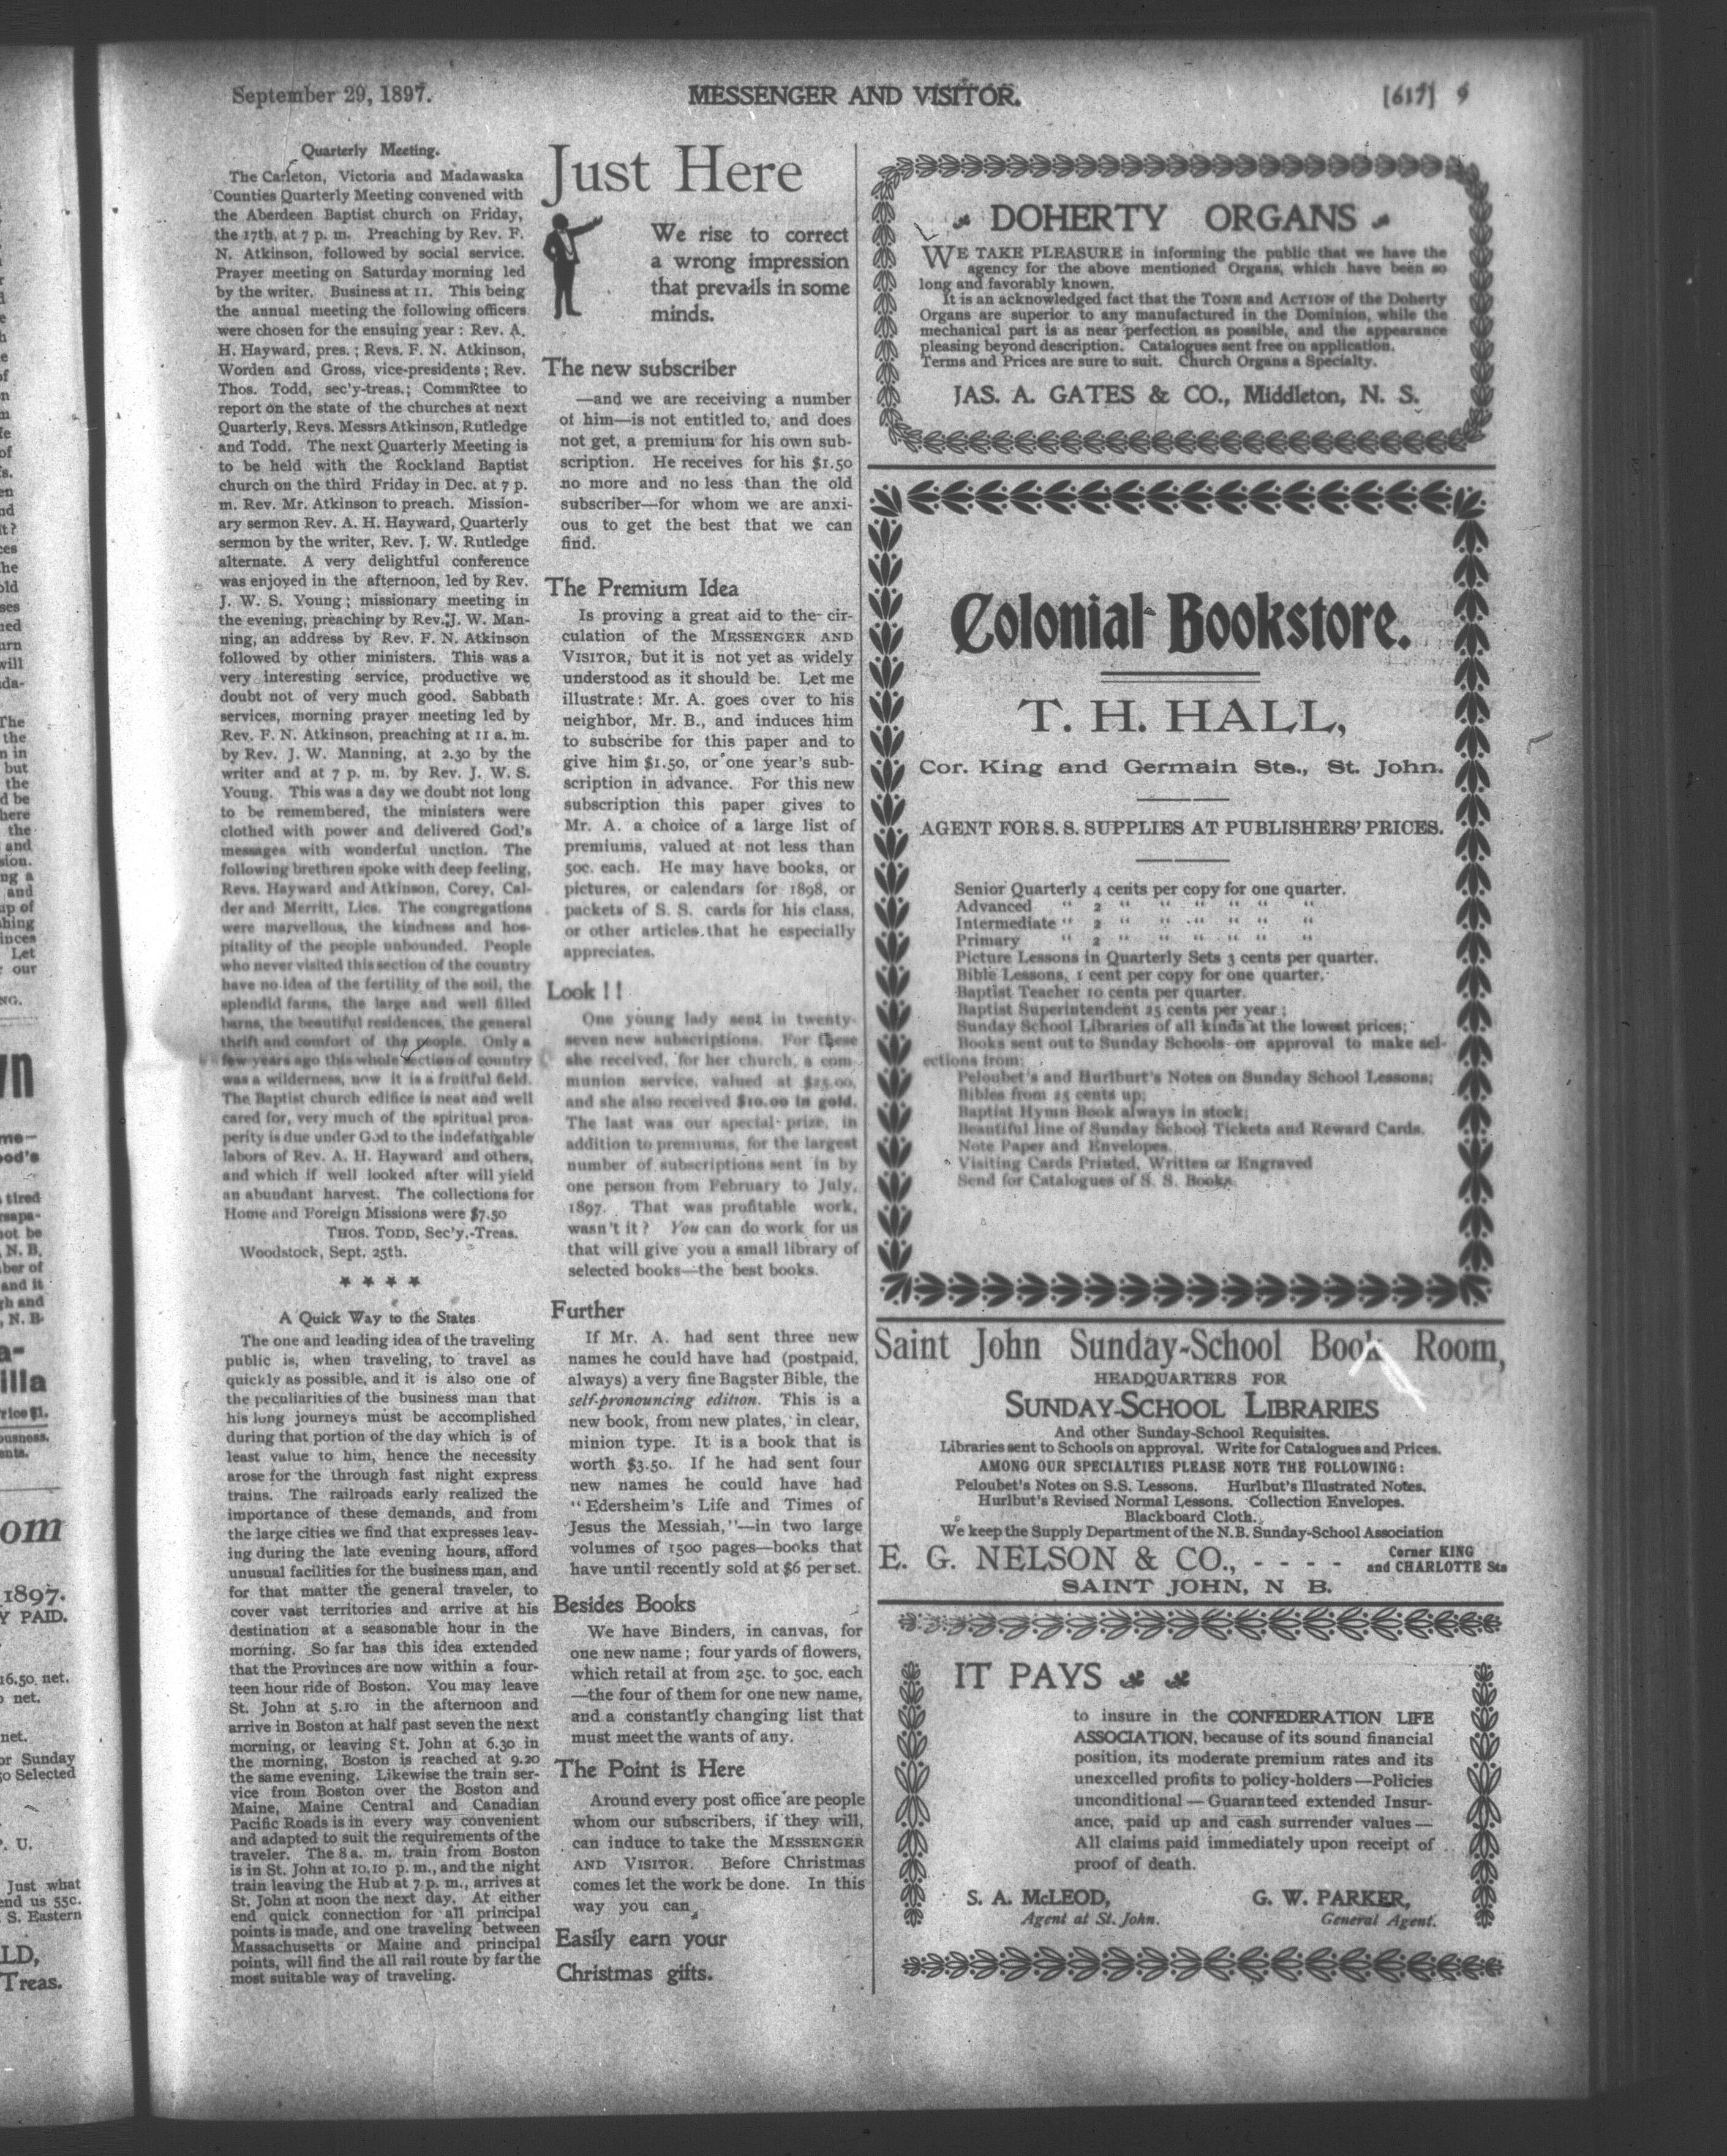 September 29, 1897.
MESSENGER AND VISITOR.
[617] 9
Quarterly Meeting.
The Carleton, Victoria and Madawaska
Counties Quarterly Meeting convened with
the Aberdeen Baptist church on Friday,
the 17th, at 7 p. m. Preaching by Rev. F.
N. Atkinson, followed by social service.
Prayer meeting on Saturday morning led
by the writer. Business at 11. This being
the annual meeting the following officers
were chosen for the ensuing year : Rev. A.
H. Hayward, pres. ; Revs. F. N. Atkinson,
Worden and Gross, vice-presidents ; Rev.
Thos. Todd, sec'y-treas.; Committee to
report on the state of the churches at next
Quarterly, Revs. Messrs Atkinson, Rutledge
and Todd. The next Quarterly Meeting is
to be held with the Rockland Baptist
church on the third Friday in Dec. at 7 p.
m. Rev. Mr. Atkinson to preach. Mission-
ary sermon Rev. A. H. Hayward, Quarterly
sermon by the writer, Rev. J. W. Rutledge
alternate. A very delightful conference
was enjoyed in the afternoon, led by Rev.
J. W. S. Young ; missionary meeting in
the evening, preaching by Rev. J. W. Man-
ning, an address by Rev. F. N. Atkinson
followed by other ministers. This was a
very interesting service, productive we
doubt not of very much good. Sabbath
services, morning prayer meeting led by
Rev. F. N. Atkinson, preaching at 11 a. m.
by Rev. J. W. Manning, at 2.30 by the
writer and at 7 p. m. by Rev. J. W. S.
Young. This was a day we doubt not long
to be remembered, the ministers were
clothed with power and delivered God's
messages with wonderful unction. The
following brethren spoke with deep feeling,
Revs. Hayward and Atkinson, Corey, Cal-
der and Merritt, Lics. The congregations
were marvellous, the kindness and hos-
pitality of the people unbounded. People
who never visited this section of the country
have no idea of the fertility of the soil, the
splendid farms, the large and well filled
barns, the beautiful residences, the general
thrift and comfort of the people. Only a
few years ago this whole section of country
was a wilderness, now it is a fruitful field.
The Baptist church edifice is neat and well
cared for, very much of the spiritual pros-
perity is due under God to the indefatigable
labors of Rev. A. H. Hayward and others,
and which if well looked after will yield
an abundant harvest. The collections for
Home and Foreign Missions were $7.50
THOS. TODD, Sec'y.-Treas.
Woodstock, Sept. 25th.
* * * *
A Quick Way to the States
The one and leading idea of the traveling
public is, when traveling, to travel as
quickly as possible, and it is also one of
the peculiarities of the business man that
his long journeys must be accomplished
during that portion of the day which is of
least value to him, hence the necessity
arose for the through fast night express
trains. The railroads early realized the
importance of these demands, and from
the large cities we find that expresses leav-
ing during the late evening hours, afford
unusual facilities for the business man, and
for that matter the general traveler, to
cover vast territories and arrive at his
destination at a seasonable hour in the
morning. So far has this idea extended
that the Provinces are now within a four-
teen hour ride of Boston. You may leave
St. John at 5.10 in the afternoon and
arrive in Boston at half past seven the next
morning, or leaving St. John at 6.30 in
the morning, Boston is reached at 9.20
the same evening. Likewise the train ser-
vice from Boston over the Boston and
Maine, Maine Central and Canadian
Pacific Roads is in every way convenient
and adapted to suit the requirements of the
traveler. The 8 a. m. train from Boston
is in St. John at 10.10 p. m., and the night
train leaving the Hub at 7 p. m., arrives at
St. John at noon the next day. At either
end quick connection for all principal
points is made, and one traveling between
Massachusetts or Maine and principal
points, will find the all rail route by far the
most suitable way of traveling.
Just Here
We rise to correct
a wrong impression
that prevails in some
minds.
The new subscriber
—and we are receiving a number
of him—is not entitled to, and does
not get, a premium for his own sub-
scription. He receives for his $1.50
no more and no less than the old
subscriber—for whom we are anxi-
ous to get the best that we can
find.
The Premium Idea
Is proving a great aid to the cir-
culation of the MESSENGER AND
VISITOR, but it is not yet as widely
understood as it should be. Let me
illustrate : Mr. A. goes over to his
neighbor, Mr. B., and induces him
to subscribe for this paper and to
give him $1.50, or one year's sub-
scription in advance. For this new
subscription this paper gives to
Mr. A. a choice of a large list of
premiums, valued at not less than
50c. each. He may have books, or
pictures, or calendars for 1898, or
packets of S. S. cards for his class,
or other articles that he especially
appreciates.
Look ! !
One young lady sent in twenty-
seven new subscriptions. For these
she received, for her church, a com
munion service, valued at $25.00,
and she also received $10.00 in gold.
The last was our special prize, in
addition to premiums, for the largest
number of subscriptions sent in by
one person from February to July,
1897. That was profitable work,
wasn't it ? You can do work for us
that will give you a small library of
selected books—the best books.
Further
If Mr. A. had sent three new
names he could have had (postpaid,
always) a very fine Bagster Bible, the
self-pronouncing edition. This is a
new book, from new plates, in clear,
minion type. It is a book that is
worth $3.50. If he had sent four
new names he could have had
"Edersheim's Life and Times of
Jesus the Messiah,"—in two large
volumes of 1500 pages—books that
have until recently sold at $6 per set.
Besides Books
We have Binders, in canvas, for
one new name ; four yards of flowers,
which retail at from 25c. to 50c. each
—the four of them for one new name,
and a constantly changing list that
must meet the wants of any.
The Point is Here
Around every post office are people
whom our subscribers, if they will,
can induce to take the MESSENGER
AND VISITOR. Before Christmas
comes let the work be done. In this
way you can
Easily earn your
Christmas gifts.
DOHERTY ORGANS
WE TAKE PLEASURE in informing the public that we have the
agency for the above mentioned Organs, which have been so
long and favorably known.
It is an acknowledged fact that the TONE and ACTION of the Doherty
Organs are superior to any manufactured in the Dominion, while the
mechanical part is as near perfection as possible, and the appearance
pleasing beyond description. Catalogues sent free on application.
Terms and Prices are sure to suit. Church Organs a Specialty.
JAS. A. GATES & CO., Middleton, N. S.
Colonial Bookstore.
T. H. HALL,
Cor. King and Germain Sts., St. John.
AGENT FOR S. S. SUPPLIES AT PUBLISHERS' PRICES.
Senior Quarterly 4 cents per copy for one quarter.
Advanced " 2 " " " " " "
Intermediate " 2 " " " " " "
Primary " 2 " " " " " "
Picture Lessons in Quarterly Sets 3 cents per quarter.
Bible Lessons, 1 cent per copy for one quarter.
Baptist Teacher 10 cents per quarter.
Baptist Superintendent 25 cents per year ;
Sunday School Libraries of all kinds at the lowest prices;
Books sent out to Sunday Schools on approval to make sel-
ections from;
Peloubet's and Hurlburt's Notes on Sunday School Lessons;
Bibles from 25 cents up;
Baptist Hymn Book always in stock;
Beautiful line of Sunday School Tickets and Reward Cards.
Note Paper and Envelopes.
Visiting Cards Printed, Written or Engraved
Send for Catalogues of S. S. Books.
Saint John Sunday-School Book Room,
HEADQUARTERS FOR
SUNDAY-SCHOOL LIBRARIES
And other Sunday-School Requisites.
Libraries sent to Schools on approval. Write for Catalogues and Prices.
AMONG OUR SPECIALTIES PLEASE NOTE THE FOLLOWING:
Peloubet's Notes on S.S. Lessons. Hurlbut's Illustrated Notes.
Hurlbut's Revised Normal Lessons. Collection Envelopes.
Blackboard Cloth.
We keep the Supply Department of the N.B. Sunday-School Association
E. G. NELSON & CO., - - - - Corner KING
and CHARLOTTE Sts
SAINT JOHN, N B.
IT PAYS
to insure in the CONFEDERATION LIFE
ASSOCIATION, because of its sound financial
position, its moderate premium rates and its
unexcelled profits to policy-holders—Policies
unconditional — Guaranteed extended Insur-
ance, paid up and cash surrender values —
All claims paid immediately upon receipt of
proof of death.
S. A. McLEOD,
Agent at St. John.
G. W. PARKER,
General Agent.